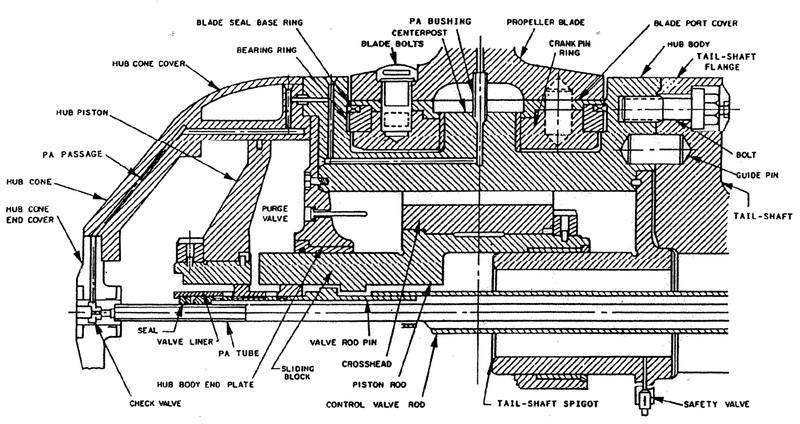 BLADE SEAL BASE RING
BEARING RING
PA BUSHING
CENTERPOST
BLADE BOLTS
PROPELLER BLADE
CRANK PIN
RING
BLADE PORT COVER
HUB BODY
TAIL-SHAFT
FLANGE
HUB CONE COVER
HUB PISTON
PA PASSAGE
HUB CONE
HUB CONE
END COVER
PURGE
VALVE
BOLT
GUIDE PIN
TAIL-SHAFT
SEAL
VALVE LINER
PA TUBE
HUB BODY END PLATE
CHECK VALVE
SLIDING
BLOCK
VALVE ROD PIN
CROSSHEAD
PISTON ROD
CONTROL VALVE ROD
TAIL-SHAFT SPIGOT
SAFETY VALVE